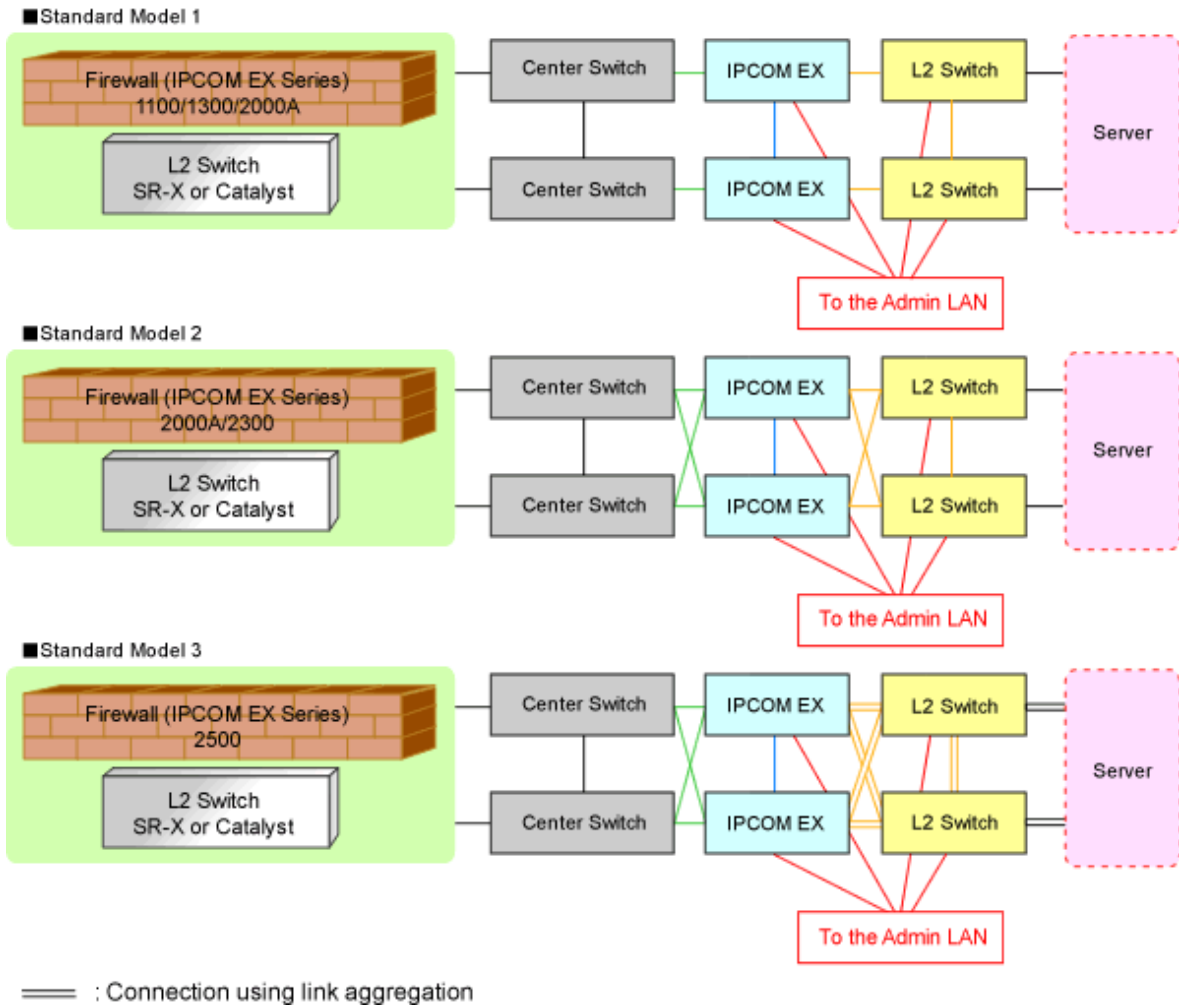 ■Standard Model 1
Firewall (IPCOM EX Series)
1100/1300/2000A
L2 Switch
SR-X or Catalyst
Center Switch
IPCOM EX
L2 Switch
Center Switch
IPCOM EX
L2 Switch
Server
To the Admin LAN
■Standard Model 2
Firewall (IPCOM EX Series)
2000A/2300
L2 Switch
SR-X or Catalyst
Center Switch
IPCOM EX
L2 Switch
Center Switch
IPCOM EX
L2 Switch
Server
To the Admin LAN
■Standard Model 3
Firewall (IPCOM EX Series)
2500
L2 Switch
SR-X or Catalyst
Center Switch
IPCOM EX
L2 Switch
Center Switch
IPCOM EX
L2 Switch
Server
To the Admin LAN
: Connection using link aggregation